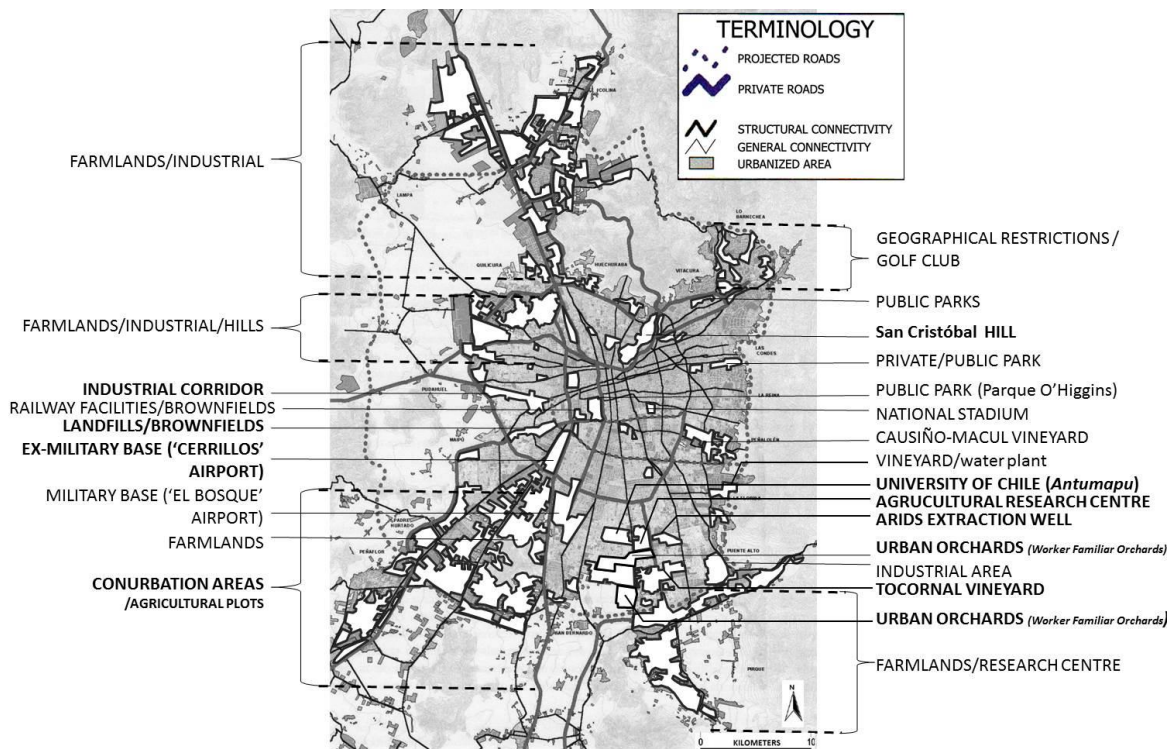 TERMINOLOGY
PROJECTED ROADS
PRIVATE ROADS
STRUCTURAL CONNECTIVITY
GENERAL CONNECTIVITY
URBANIZED AREA
FARMLANDS/INDUSTRIAL
FARMLANDS/INDUSTRIAL/HILLS
INDUSTRIAL CORRIDOR
RAILWAY FACILITIES/BROWNFIELDS
LANDFILLS/BROWNFIELDS
EX-MILITARY BASE (‘CERRILLOS’
AIRPORT)
MILITARY BASE (‘EL BOSQUE’
AIRPORT)
FARMLANDS
CONURBATION AREAS
/AGRICULTURAL PLOTS
COLINA
LAMPA
QUILICURA
HUECHURABA
VITACURA
LO
BARNECHEA
LAS
CONDES
PUDAHUEL
LA REINA
MAIPÚ
PEÑALOLÉN
PADRE
HURTADO
PEÑAFLOR
PUENTE ALTO
SAN BERNARDO
PIRQUE
GEOGRAPHICAL RESTRICTIONS /
GOLF CLUB
PUBLIC PARKS
San Cristóbal HILL
PRIVATE/PUBLIC PARK
PUBLIC PARK (Parque O’Higgins)
NATIONAL STADIUM
CAUSIÑO-MACUL VINEYARD
VINEYARD/water plant
UNIVERSITY OF CHILE (Antumapu)
AGRUCULTURAL RESEARCH CENTRE
ARIDS EXTRACTION WELL
URBAN ORCHARDS (Worker Familiar Orchards)
INDUSTRIAL AREA
TOCORNAL VINEYARD
URBAN ORCHARDS (Worker Familiar Orchards)
FARMLANDS/RESEARCH CENTRE
N
0 KILOMETERS 10